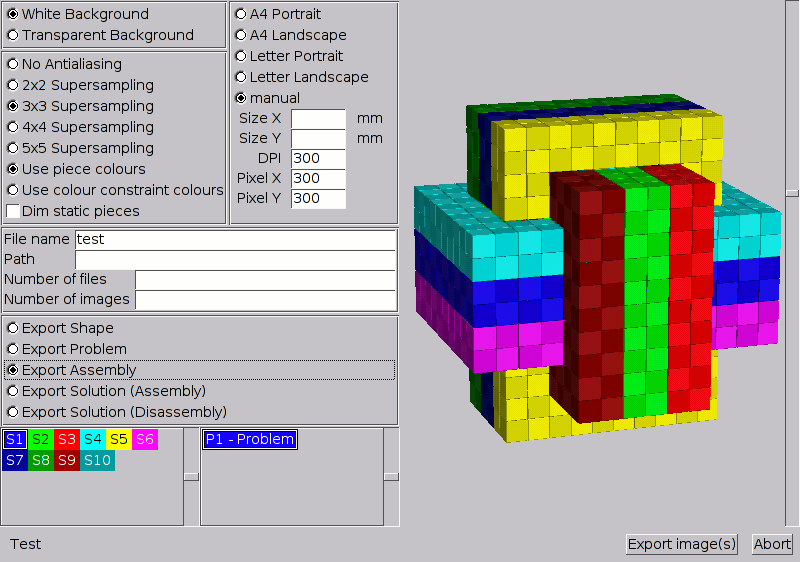 White Background
Transparent Background
No Antialiasing
2x2 Supersampling
3x3 Supersampling
4x4 Supersampling
5x5 Supersampling
Use piece colours
Use colour constraint colours
Dim static pieces
A4 Portrait
A4 Landscape
Letter Portrait
Letter Landscape
manual
Size X mm
Size Y mm
DPI 300
Pixel X 300
Pixel Y 300
File name test
Path
Number of files
Number of images
Export Shape
Export Problem
Export Assembly
Export Solution (Assembly)
Export Solution (Disassembly)
S1 S2 S3 S4 S5 S6
S7 S8 S9 S10
P1 - Problem
Test
Export image(s) Abort